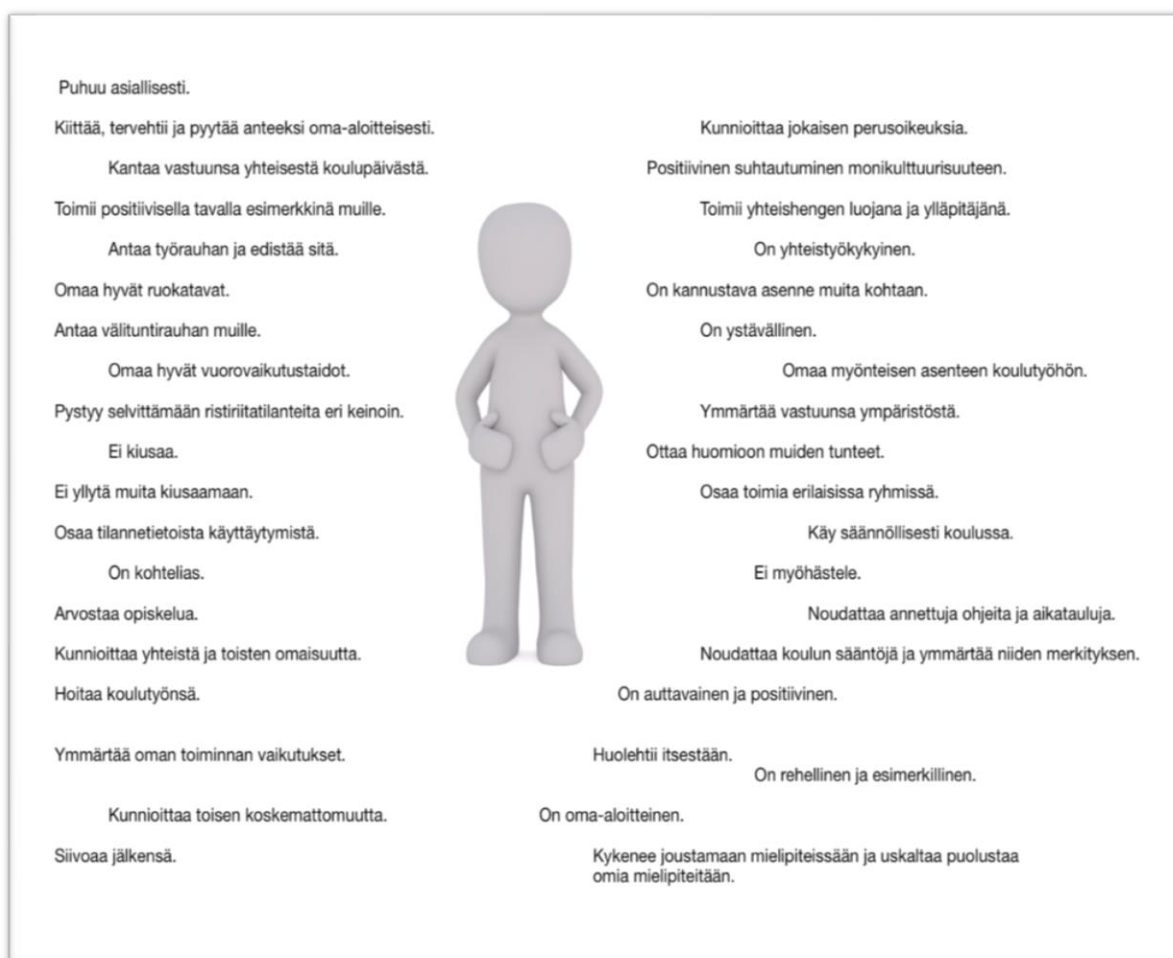 Puhuu asiallisesti.
Kiittää, tervehtii ja pyytää anteeksi oma-aloitteisesti.
Kantaa vastuunsa yhteisestä koulupäivästä.
Toimii positiivisella tavalla esimerkkinä muille.
Antaa työrauhan ja edistää sitä.
Omaa hyvät ruokatavat.
Antaa välituntirauhan muille.
Omaa hyvät vuorovaikutustaidot.
Pystyy selvittämään ristiriitatilanteita eri keinoin.
Ei kiusaa.
Ei yllytä muita kiusaamaan.
Osaa tilannetietoista käyttäytymistä.
On kohtelias.
Arvostaa opiskelua.
Kunnioittaa yhteistä ja toisten omaisuutta.
Hoitaa koulutyönsä.
Ymmärtää oman toiminnan vaikutukset.
Kunnioittaa toisen koskemattomuutta.
Siivoaa jälkensä.
Kunnioittaa jokaisen perusoikeuksia.
Positiivinen suhtautuminen monikulttuurisuuteen.
Toimii yhteishengen luojana ja ylläpitäjänä.
On yhteistyökykyinen.
On kannustava asenne muita kohtaan.
On ystävällinen.
Omaa myönteisen asenteen koulutyöhön.
Ymmärtää vastuunsa ympäristöstä.
Ottaa huomioon muiden tunteet.
Osaa toimia erilaisissa ryhmissä.
Käy säännöllisesti koulussa.
Ei myöhästele.
Noudattaa annettuja ohjeita ja aikatauluja.
Noudattaa koulun sääntöjä ja ymmärtää niiden merkityksen.
On auttavainen ja positiivinen.
Huolehtii itsestään.
On rehellinen ja esimerkillinen.
On oma-aloitteinen.
Kykenee joustamaan mielipiteissään ja uskaltaa puolustaa
omia mielipiteitään.